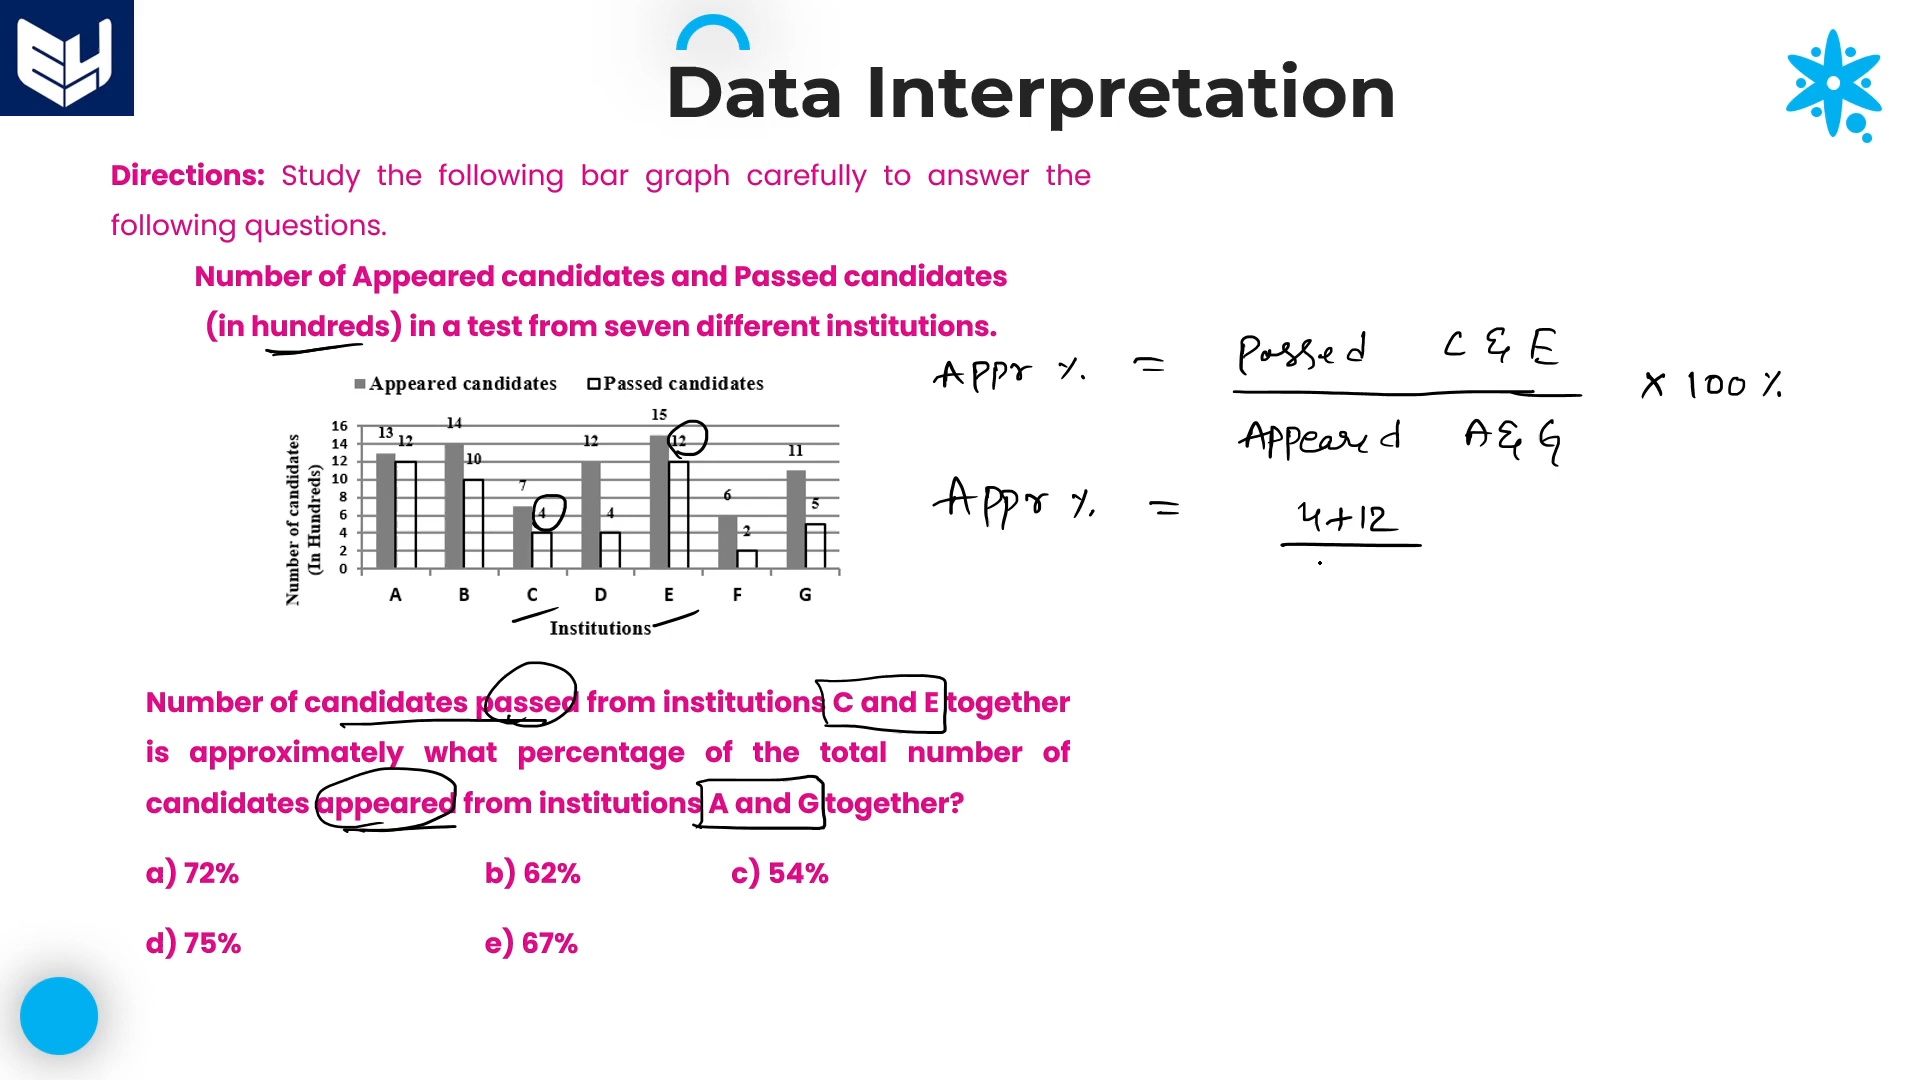 EY
Data Interpretation
Directions: Study the following bar graph carefully to answer the
following questions.
Number of Appeared candidates and Passed candidates
(in hundreds) in a test from seven different institutions.
Appeared candidates Passed candidates
Number of candidates
(In Hundreds)
16
14
12
10
8
6
4
2
0
13 12 14 10 7 4 12 4 15 12 6 2 11 5
A B C D E F G
Institutions
Appr % = Passed C & E × 100 %
Appeared A & G
Appr % = 4+12
Number of candidates passed from institutions C and E together
is approximately what percentage of the total number of
candidates appeared from institutions A and G together?
a) 72% b) 62% c) 54%
d) 75% e) 67%